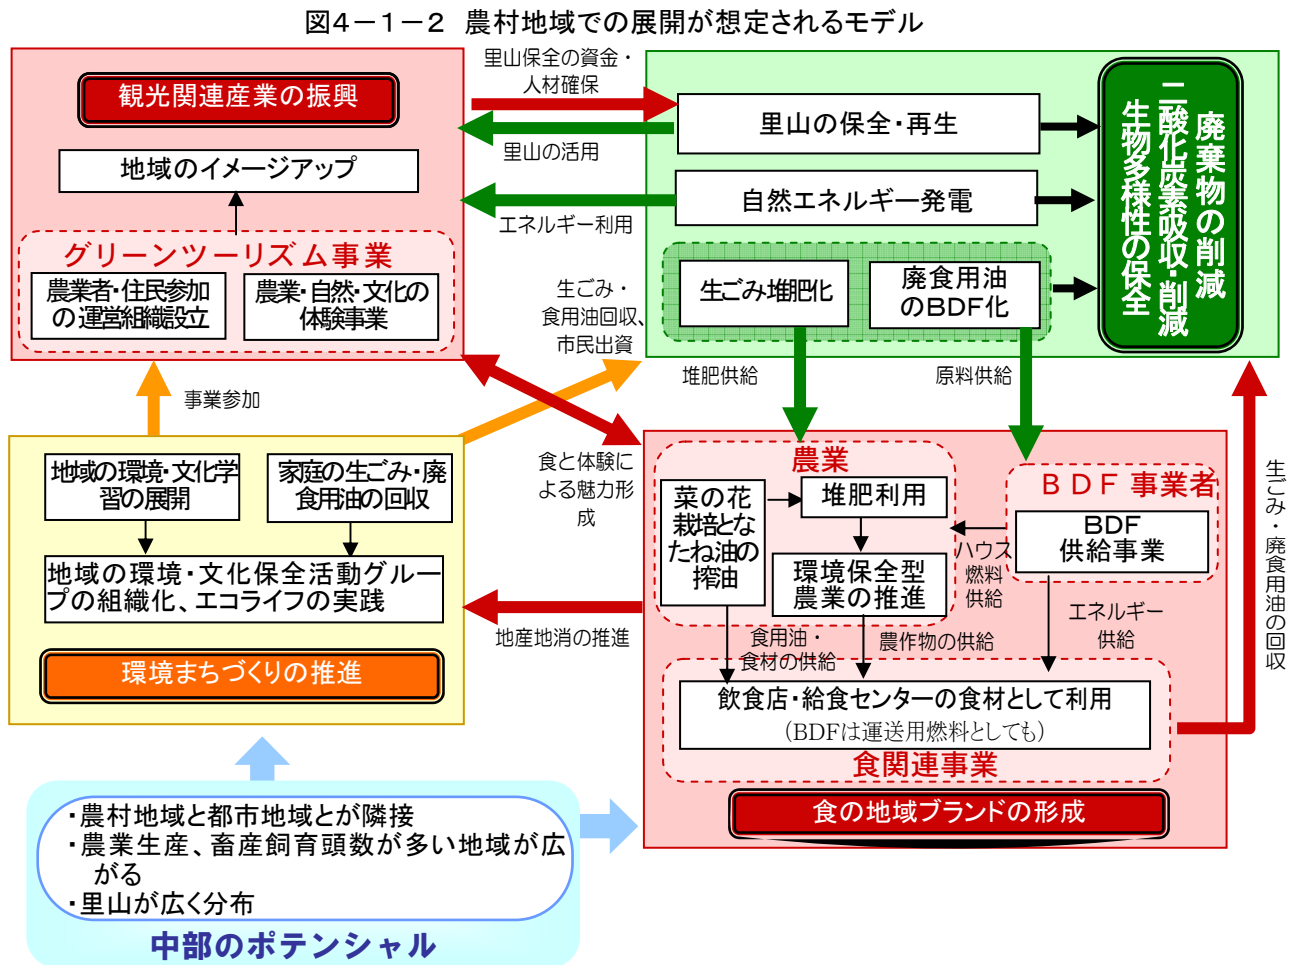 図4－1－2 農村地域での展開が想定されるモデル
観光関連産業の振興
地域のイメージアップ
グリーンツーリズム事業
農業者・住民参加
の運営組織設立
農業・自然・文化の
体験事業
里山保全の資金・
人材確保
里山の活用
エネルギー利用
生ごみ・
食用油回収、
市民出資
里山の保全・再生
自然エネルギー発電
生ごみ堆肥化
廃食用油
のBDF化
廃棄物の削減
二酸化炭素吸収・削減
生物多様性の保全
事業参加
堆肥供給
原料供給
地域の環境・文化学
習の展開
家庭の生ごみ・廃
食用油の回収
地域の環境・文化保全活動グルー
プの組織化、エコライフの実践
環境まちづくりの推進
食と体験に
よる魅力形
成
地産地消の推進
農業
菜の花
栽培とな
たね油の
搾油
堆肥利用
環境保全型
農業の推進
BDF事業者
BDF
供給事業
ハウス
燃料
供給
エネルギー
供給
食用油・
食材の供給
農作物の供給
飲食店・給食センターの食材として利用
（BDFは運送用燃料としても）
食関連事業
食の地域ブランドの形成
生ごみ・廃食用油の回収
・農村地域と都市地域とが隣接
・農業生産、畜産飼育頭数が多い地域が広
がる
・里山が広く分布
中部のポテンシャル